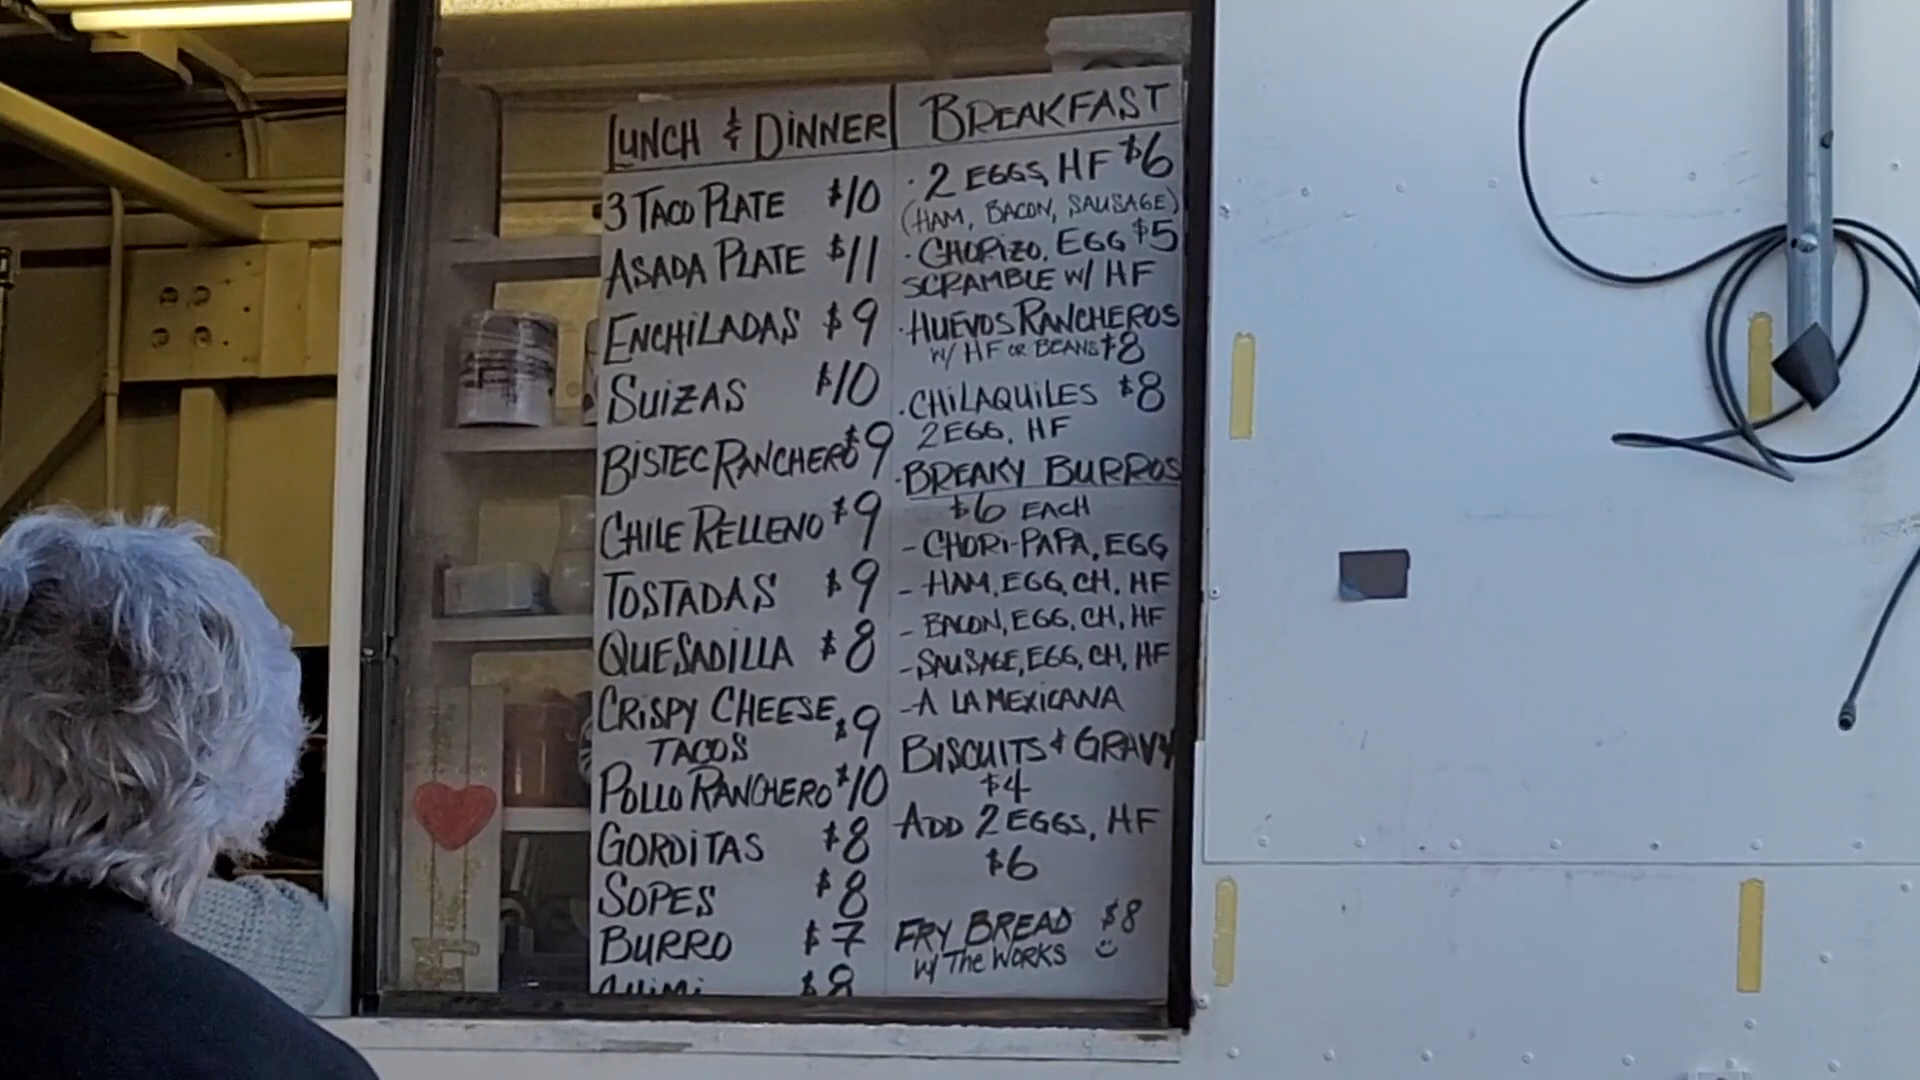 LUNCH & DINNER
3 TACO PLATE $10
ASADA PLATE $11
ENCHILADAS $9
SUIZAS $10
BISTEC RANCHERO $9
CHILE RELLENO $9
TOSTADAS $9
QUESADILLA $8
CRISPY CHEESE $9
TACOS
POLLO RANCHERO $10
GORDITAS $8
SOPES $8
BURRO $7
$8
BREAKFAST
· 2 EGGS, HF $6
(HAM, BACON, SAUSAGE)
· CHORIZO, EGG $5
SCRAMBLE W/ HF
· HUEVOS RANCHEROS
W/ HF OR BEANS $8
· CHILAQUILES $8
2 EGG, HF
· BREAKY BURROS
$6 EACH
- CHORI-PAPA, EGG
- HAM, EGG, CH, HF
- BACON, EGG, CH, HF
- SAUSAGE, EGG, CH, HF
- A LA MEXICANA
BISCUITS & GRAVY
$4
ADD 2 EGGS, HF
$6
FRY BREAD $8
W/ THE WORKS